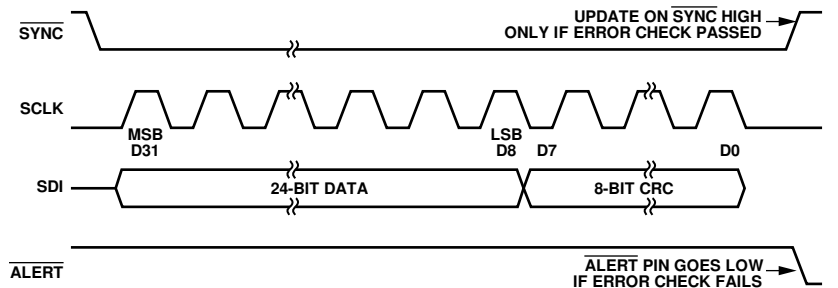 SYNC
UPDATE ON SYNC HIGH
ONLY IF ERROR CHECK PASSED
SCLK
MSB
D31
LSB
D8
D7
D0
SDI
24-BIT DATA
8-BIT CRC
ALERT
ALERT PIN GOES LOW
IF ERROR CHECK FAILS